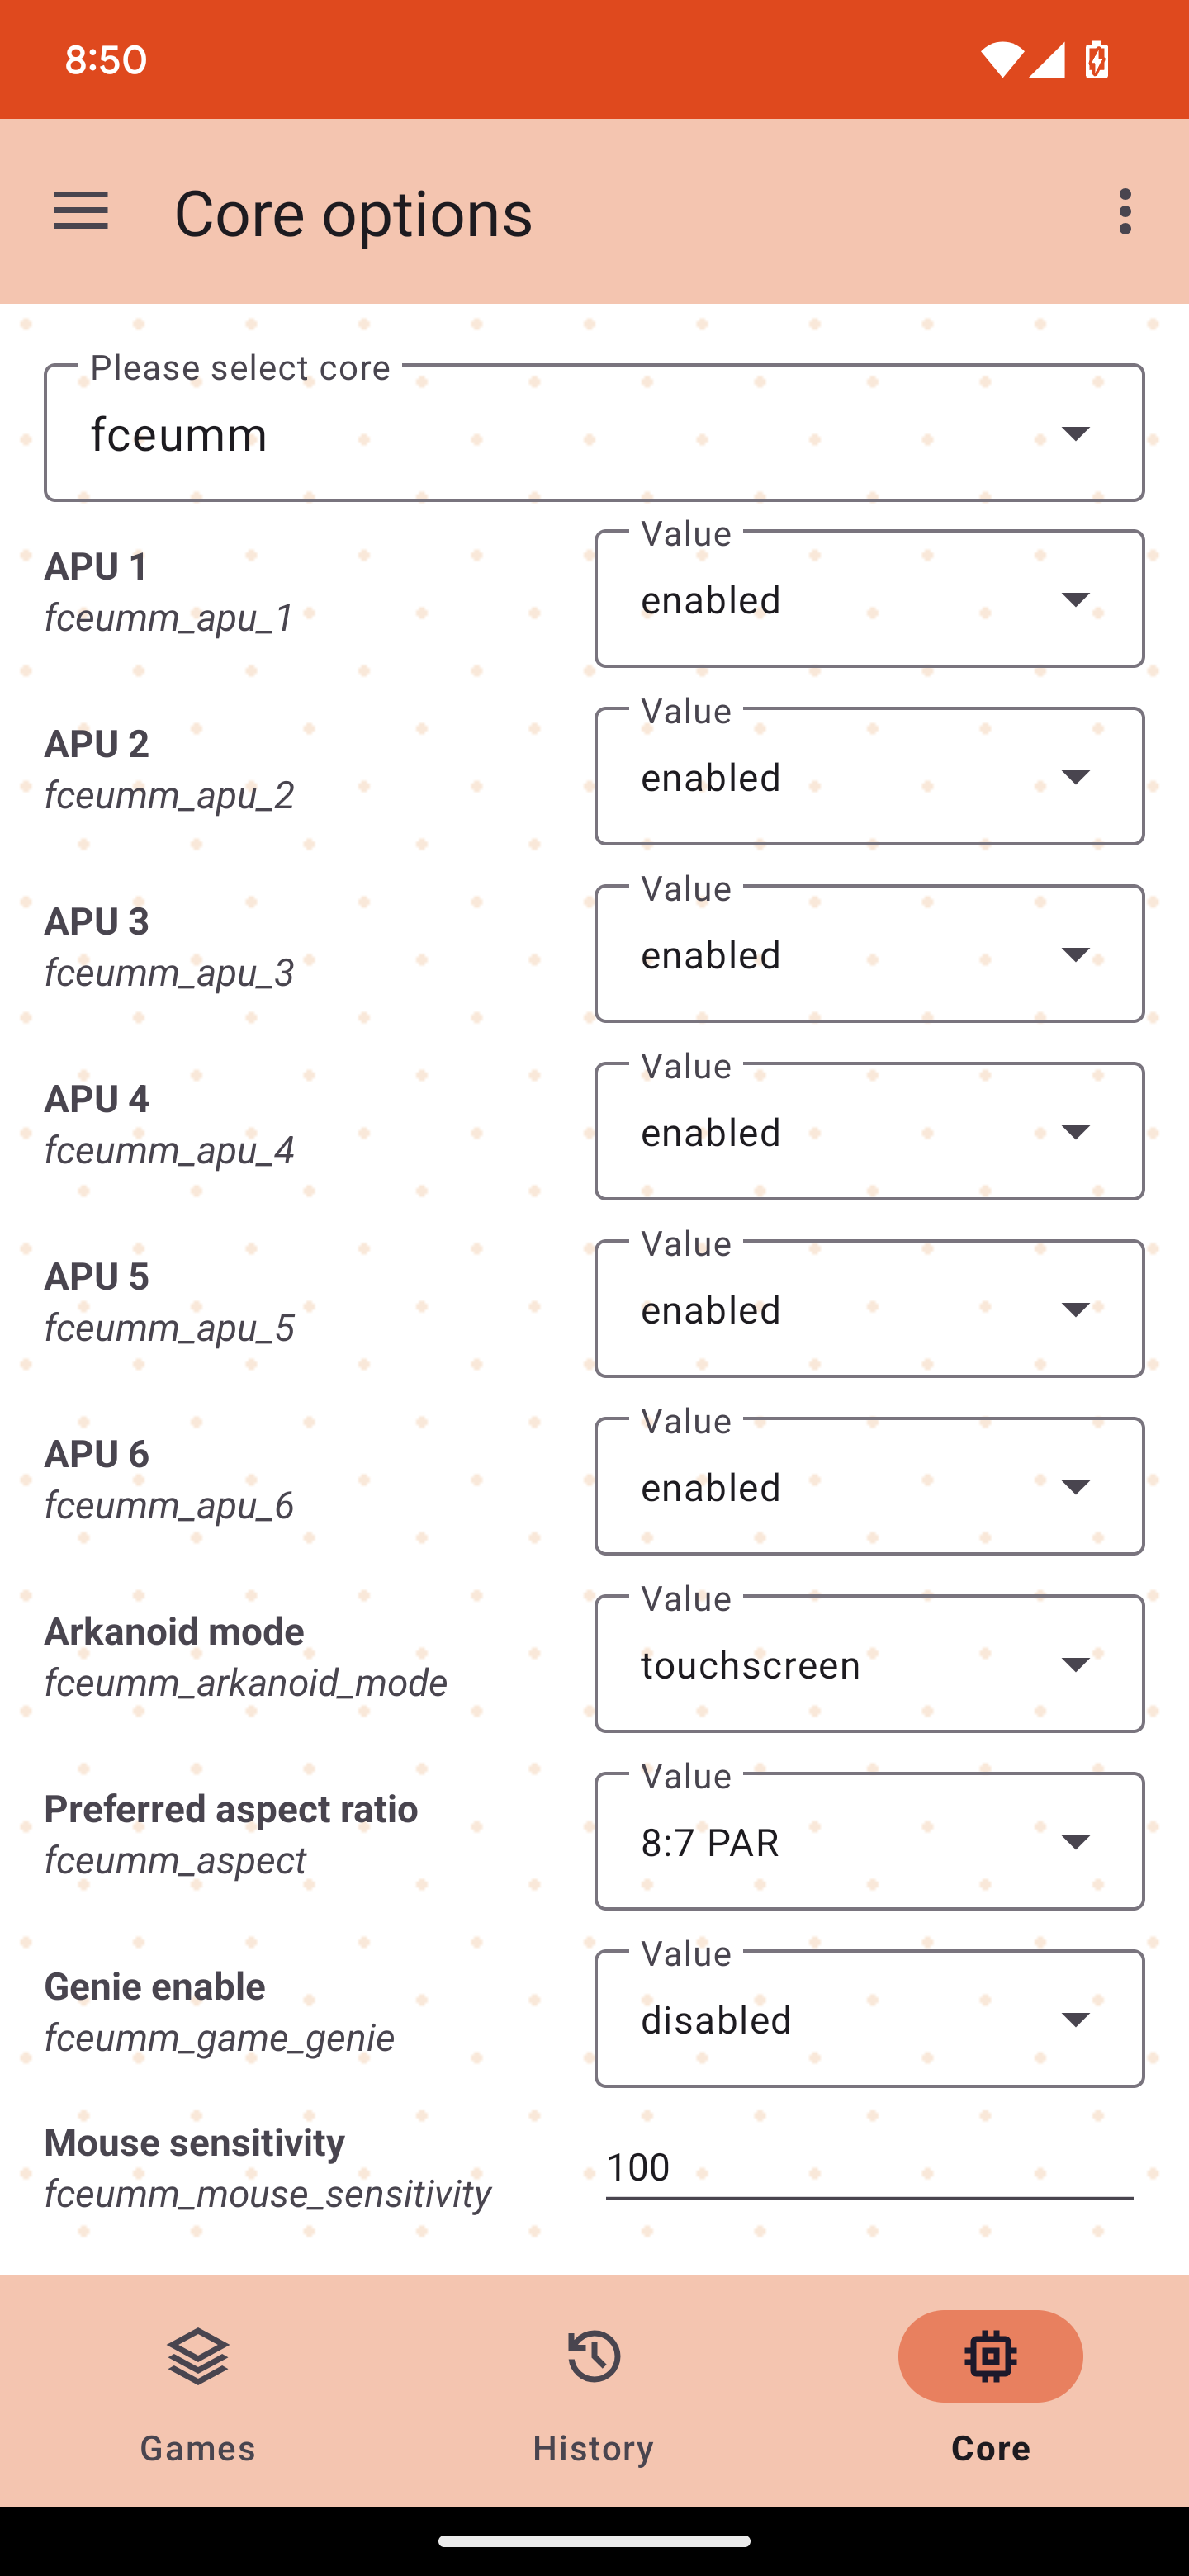 8:50
Core options
Please select core
fceumm
APU 1
fceumm_apu_1
Value
enabled
APU 2
fceumm_apu_2
Value
enabled
APU 3
fceumm_apu_3
Value
enabled
APU 4
fceumm_apu_4
Value
enabled
APU 5
fceumm_apu_5
Value
enabled
APU 6
fceumm_apu_6
Value
enabled
Arkanoid mode
fceumm_arkanoid_mode
Value
touchscreen
Preferred aspect ratio
fceumm_aspect
Value
8:7 PAR
Genie enable
fceumm_game_genie
Value
disabled
Mouse sensitivity
fceumm_mouse_sensitivity
100
Games
History
Core